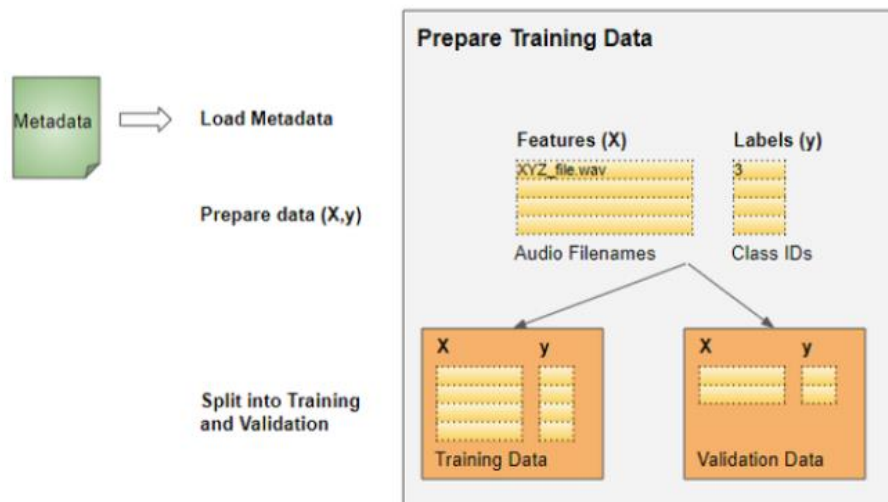 Prepare Training Data
Metadata
Load Metadata
Features (X)
Labels (y)
XYZ_file.wav
3
Prepare data (X,y)
Audio Filenames
Class IDs
X
y
X
y
Split into Training
and Validation
Training Data
Validation Data